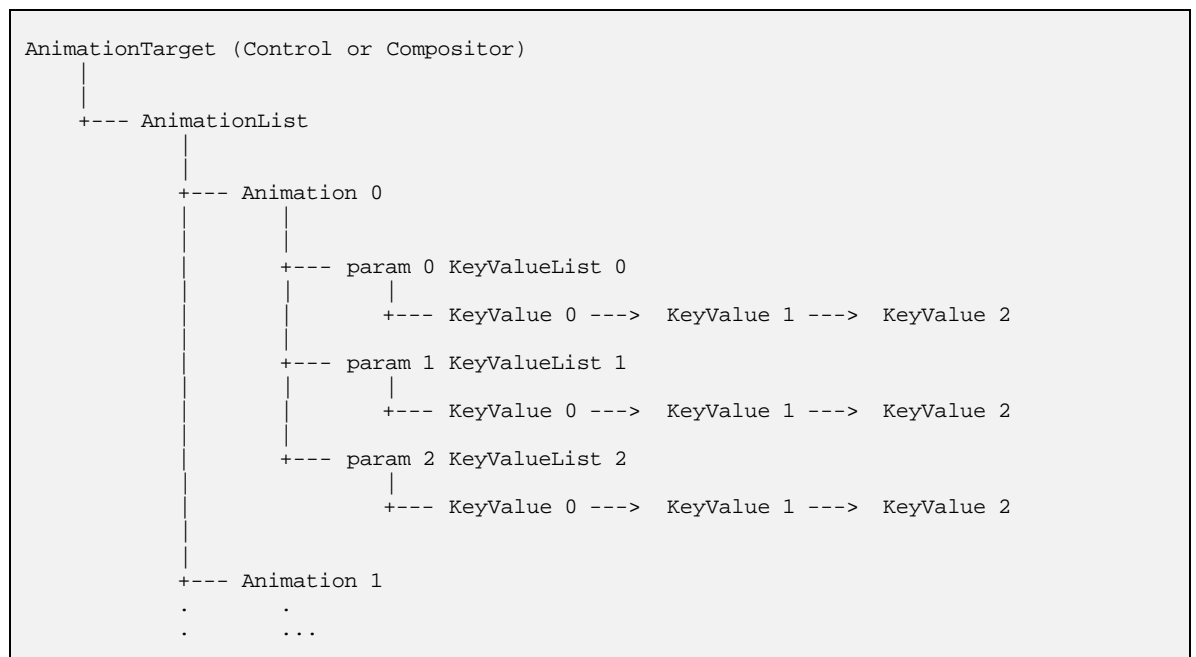 AnimationTarget (Control or Compositor)
    |
    |
    +--- AnimationList
            |
            |
            +--- Animation 0
            |       |
            |       |
            |       +--- param 0 KeyValueList 0
            |       |       |
            |       |       +--- KeyValue 0 --->  KeyValue 1 --->  KeyValue 2
            |       |
            |       +--- param 1 KeyValueList 1
            |       |       |
            |       |       +--- KeyValue 0 --->  KeyValue 1 --->  KeyValue 2
            |       |
            |       +--- param 2 KeyValueList 2
            |               |
            |               +--- KeyValue 0 --->  KeyValue 1 --->  KeyValue 2
            |
            |
            +--- Animation 1
            .       .
            .       ...